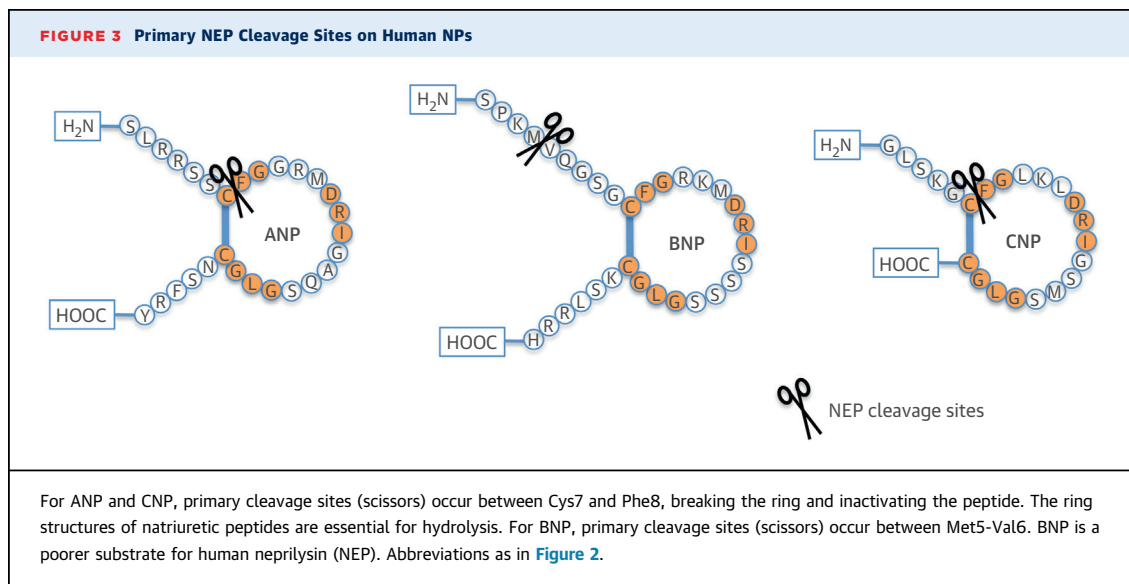 FIGURE 3 Primary NEP Cleavage Sites on Human NPs
H₂N
S L R R S S C F G G R M D R I G A Q S G L G C N S F R Y
HOOC
ANP
H₂N
S P K M V Q G S G C F G R K M D R I S S S S G L G C K S L R R H
HOOC
BNP
H₂N
G L S K G C F G L K L D R I G S M S G L G C
HOOC
CNP
NEP cleavage sites
For ANP and CNP, primary cleavage sites (scissors) occur between Cys7 and Phe8, breaking the ring and inactivating the peptide. The ring
structures of natriuretic peptides are essential for hydrolysis. For BNP, primary cleavage sites (scissors) occur between Met5-Val6. BNP is a
poorer substrate for human neprilysin (NEP). Abbreviations as in Figure 2.